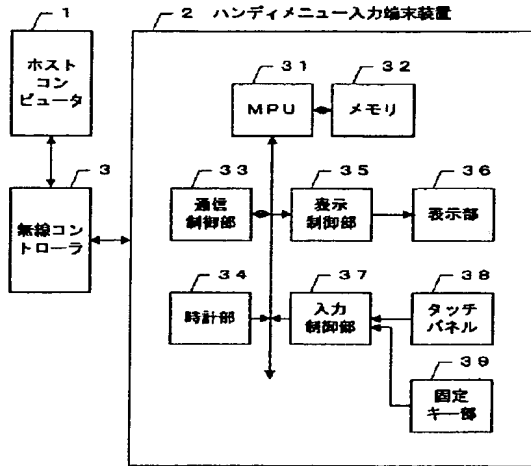 1
ホスト
コン
ピュータ
3
無線コント
ローラ
2 ハンディメニュー入力端末装置
31
MPU
32
メモリ
33
通信
制御部
35
表示
制御部
36
表示部
34
時計部
37
入力
制御部
38
タッチ
パネル
39
固定
キー部